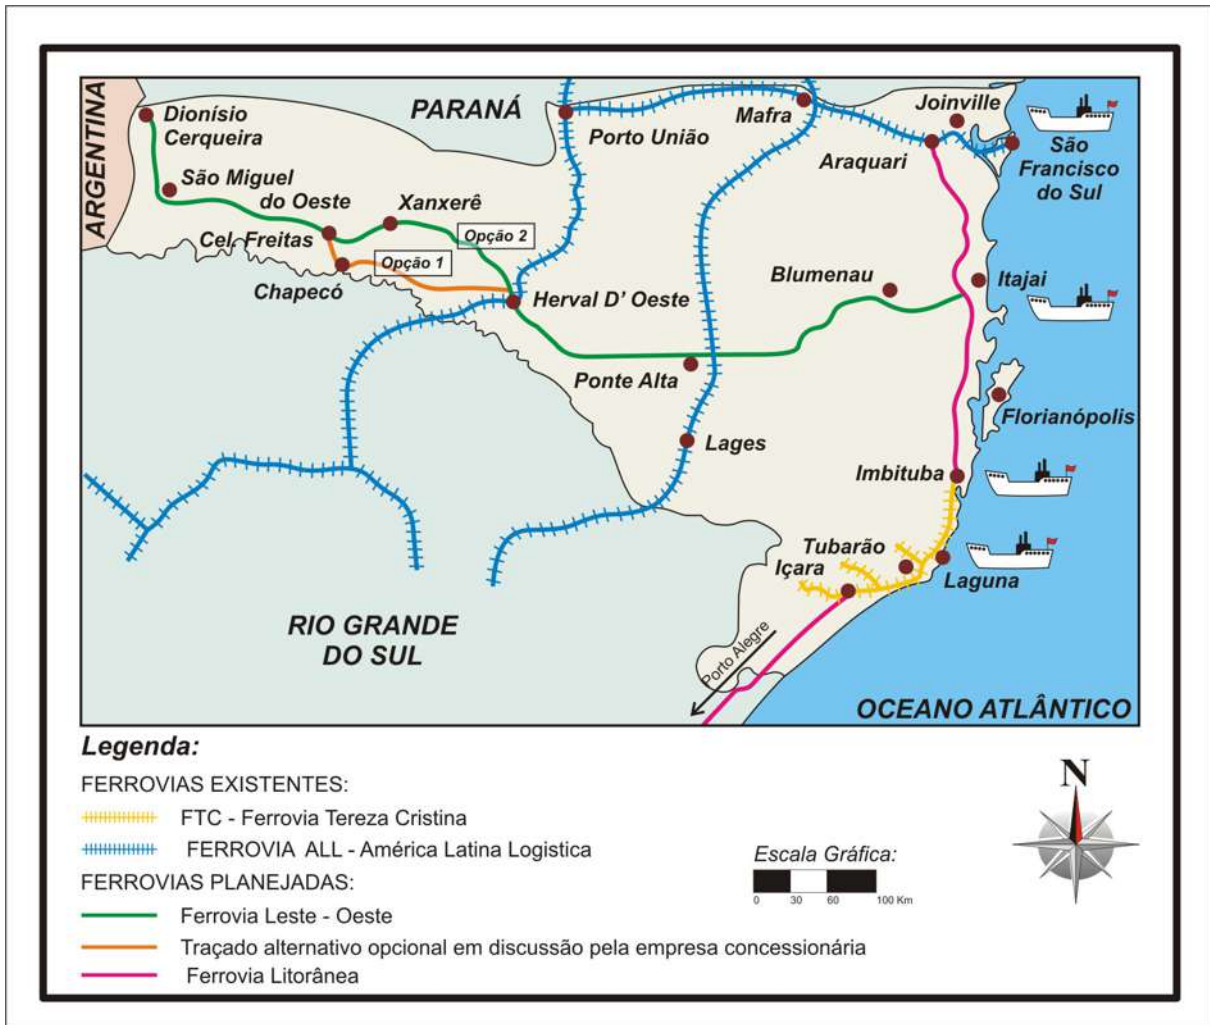 ARGENTINA
PARANÁ
Dionísio
Cerqueira
São Miguel
do Oeste
Xanxerê
Cel. Freitas
Opção 2
Opção 1
Chapecó
Porto União
Mafra
Joinville
Araquari
São
Francisco
do Sul
Herval D' Oeste
Blumenau
Itajai
Ponte Alta
Florianópolis
Lages
Imbituba
Tubarão
Içara
Laguna
RIO GRANDE
DO SUL
Porto Alegre
OCEANO ATLÂNTICO
Legenda:
FERROVIAS EXISTENTES:
FTC - Ferrovia Tereza Cristina
FERROVIA ALL - América Latina Logistica
FERROVIAS PLANEJADAS:
Ferrovia Leste - Oeste
Traçado alternativo opcional em discussão pela empresa concessionária
Ferrovia Litorânea
Escala Gráfica:
0 30 60 100 Km
N